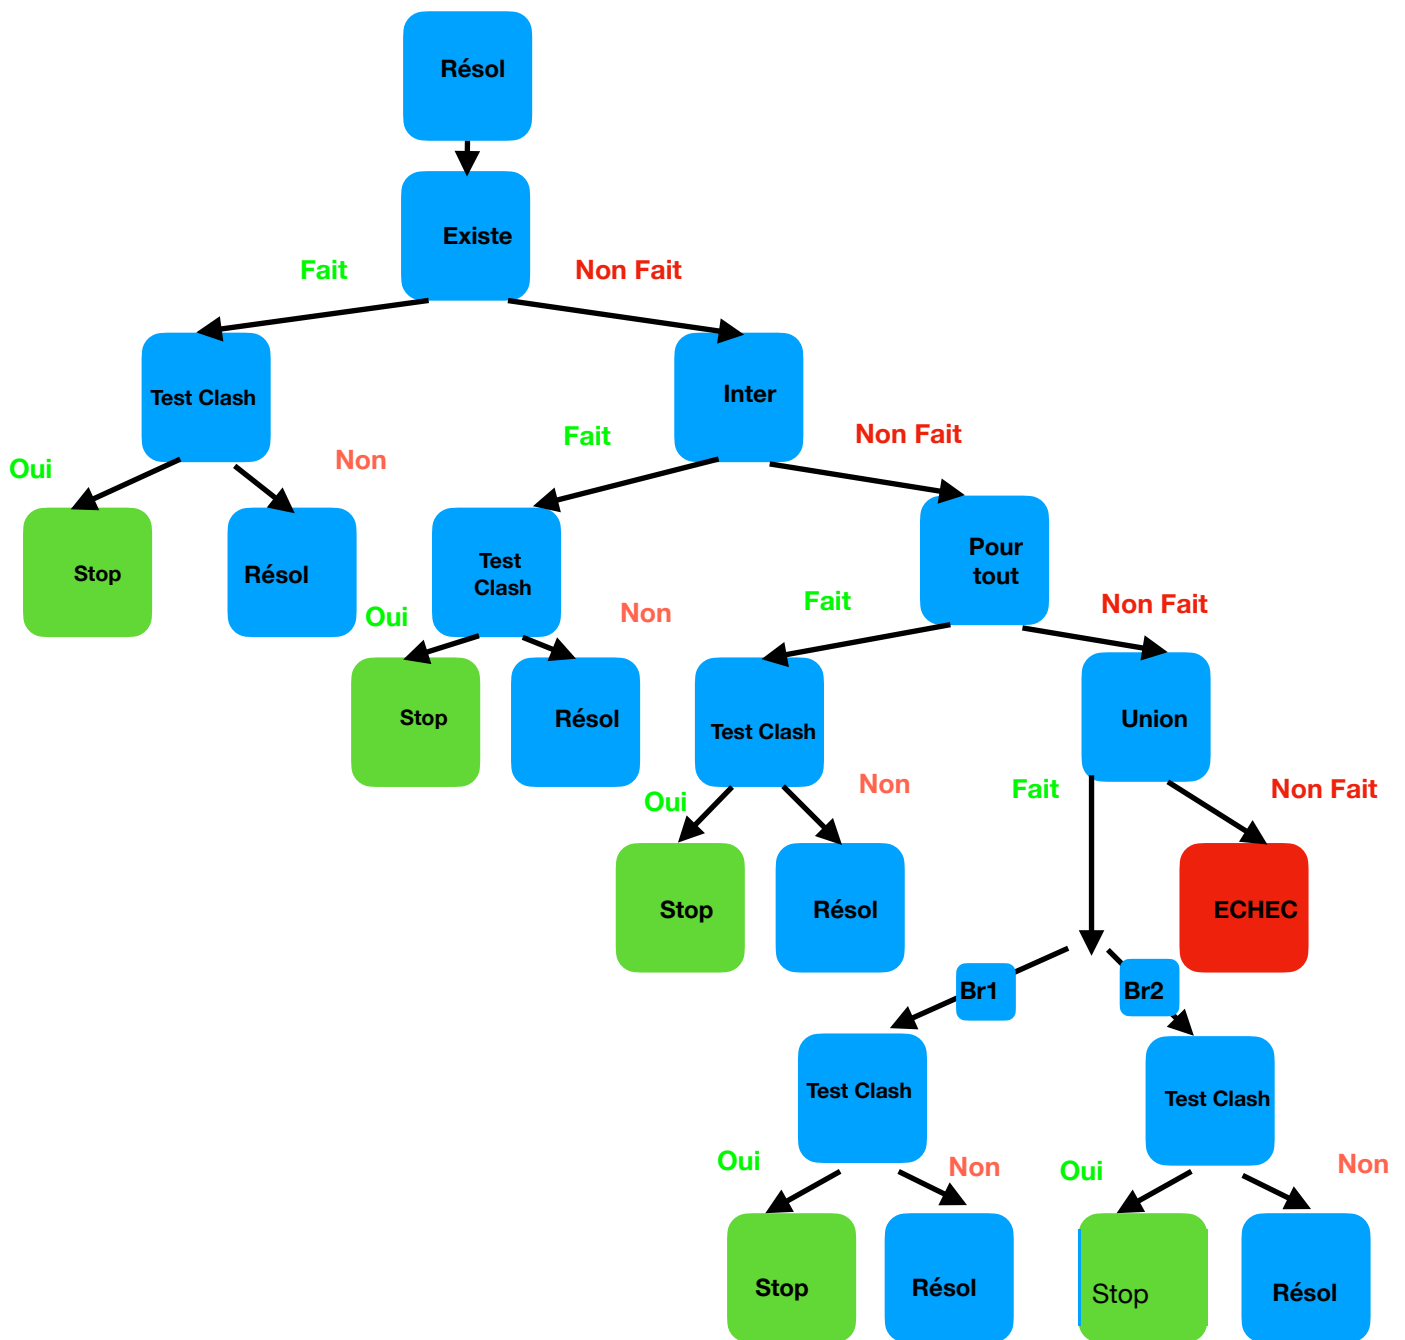 Résol
Existe
Fait
Non Fait
Test Clash
Inter
Fait
Non Fait
Oui
Non
Stop
Résol
Test
Clash
Pour
tout
Oui
Non
Fait
Non Fait
Stop
Résol
Test Clash
Union
Oui
Non
Fait
Non Fait
Stop
Résol
ECHEC
Br1
Br2
Test Clash
Test Clash
Oui
Non
Oui
Non
Stop
Résol
Stop
Résol